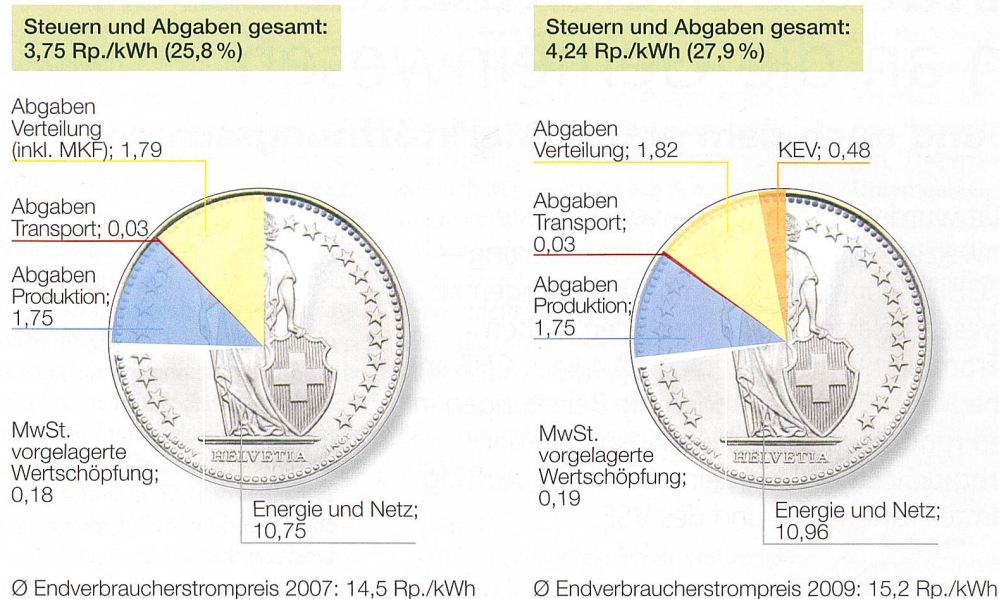 Steuern und Abgaben gesamt:
3,75 Rp./kWh (25,8 %)
Abgaben
Verteilung
(inkl. MKF); 1,79
Abgaben
Transport; 0,03
Abgaben
Produktion;
1,75
MwSt.
vorgelagerte
Wertschöpfung;
0,18
HELVETIA
Energie und Netz;
10,75
Ø Endverbraucherstrompreis 2007: 14,5 Rp./kWh
Steuern und Abgaben gesamt:
4,24 Rp./kWh (27,9 %)
Abgaben
Verteilung; 1,82
KEV; 0,48
Abgaben
Transport;
0,03
Abgaben
Produktion;
1,75
MwSt.
vorgelagerte
Wertschöpfung;
0,19
HELVETIA
Energie und Netz;
10,96
Ø Endverbraucherstrompreis 2009: 15,2 Rp./kWh